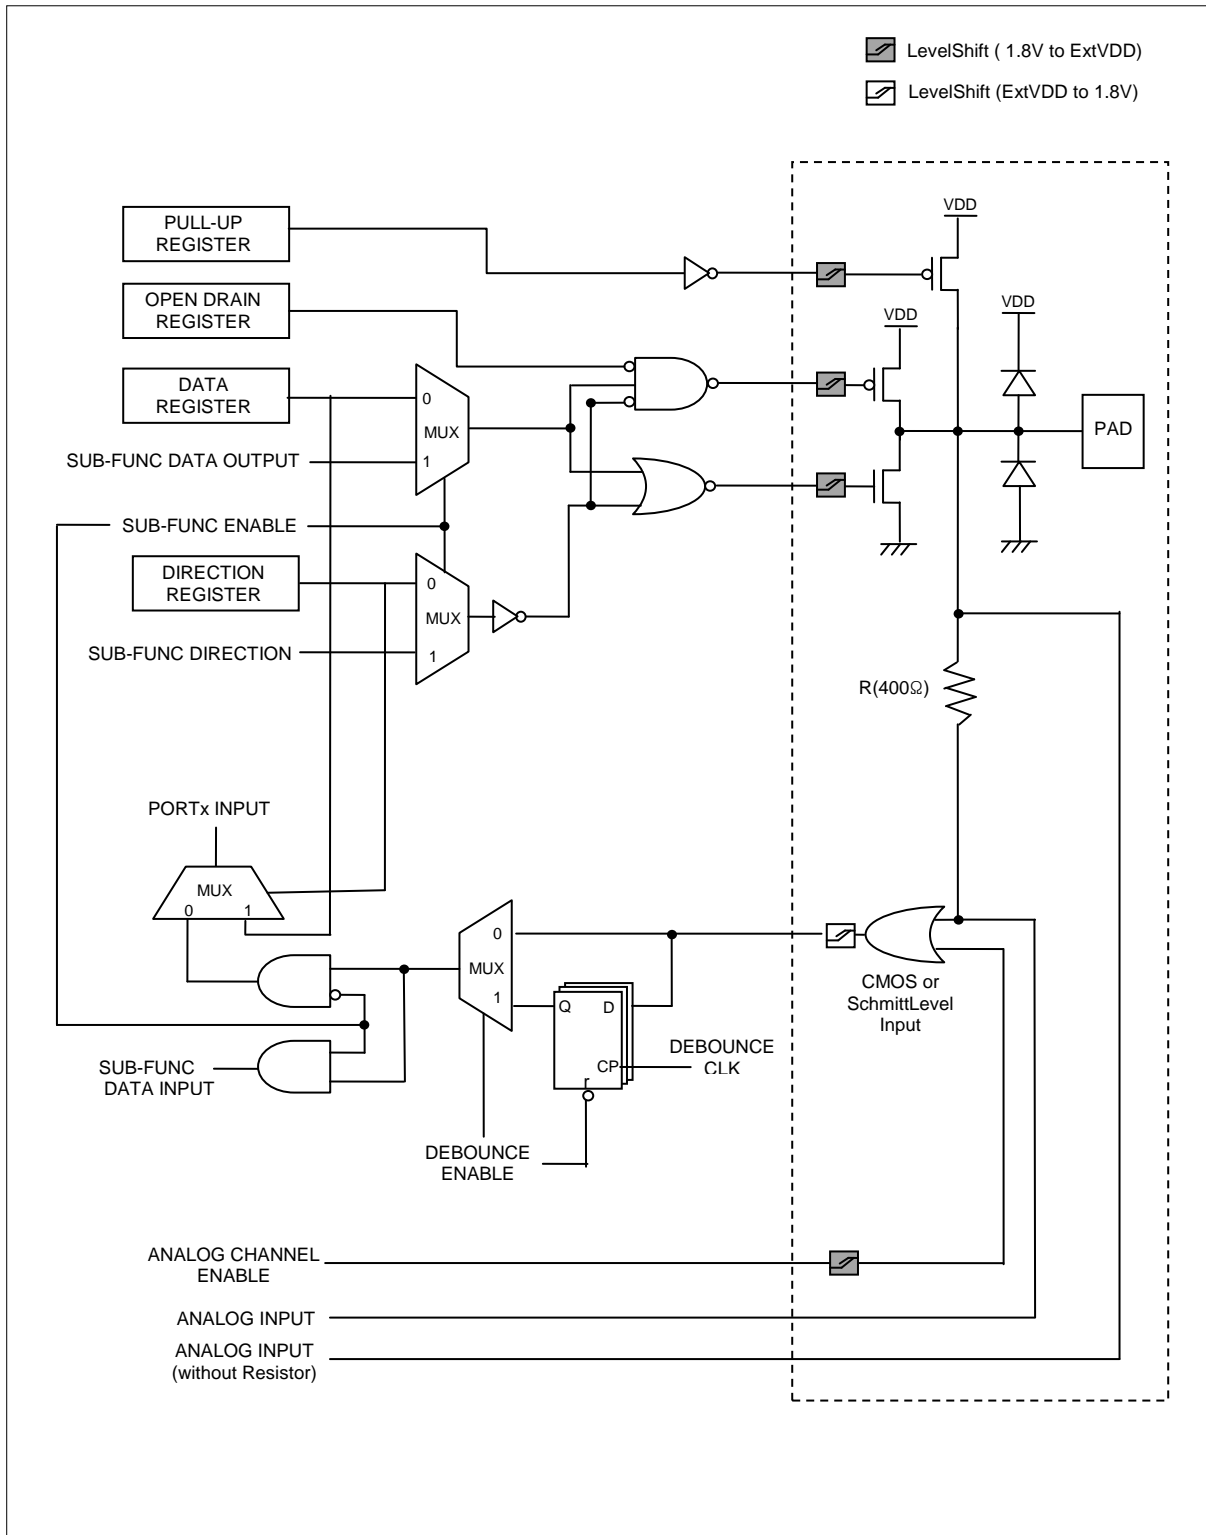 LevelShift ( 1.8V to ExtVDD)
LevelShift (ExtVDD to 1.8V)
VDD
PULL-UP
REGISTER
OPEN DRAIN
REGISTER
VDD
VDD
DATA
REGISTER
0
MUX
1
PAD
SUB-FUNC DATA OUTPUT
SUB-FUNC ENABLE
DIRECTION
REGISTER
0
MUX
1
SUB-FUNC DIRECTION
R(400Ω)
PORTx INPUT
MUX
0 1
0
MUX
1
Q D
CP
r
CMOS or
SchmittLevel
Input
DEBOUNCE
CLK
SUB-FUNC
DATA INPUT
DEBOUNCE
ENABLE
ANALOG CHANNEL
ENABLE
ANALOG INPUT
ANALOG INPUT
(without Resistor)